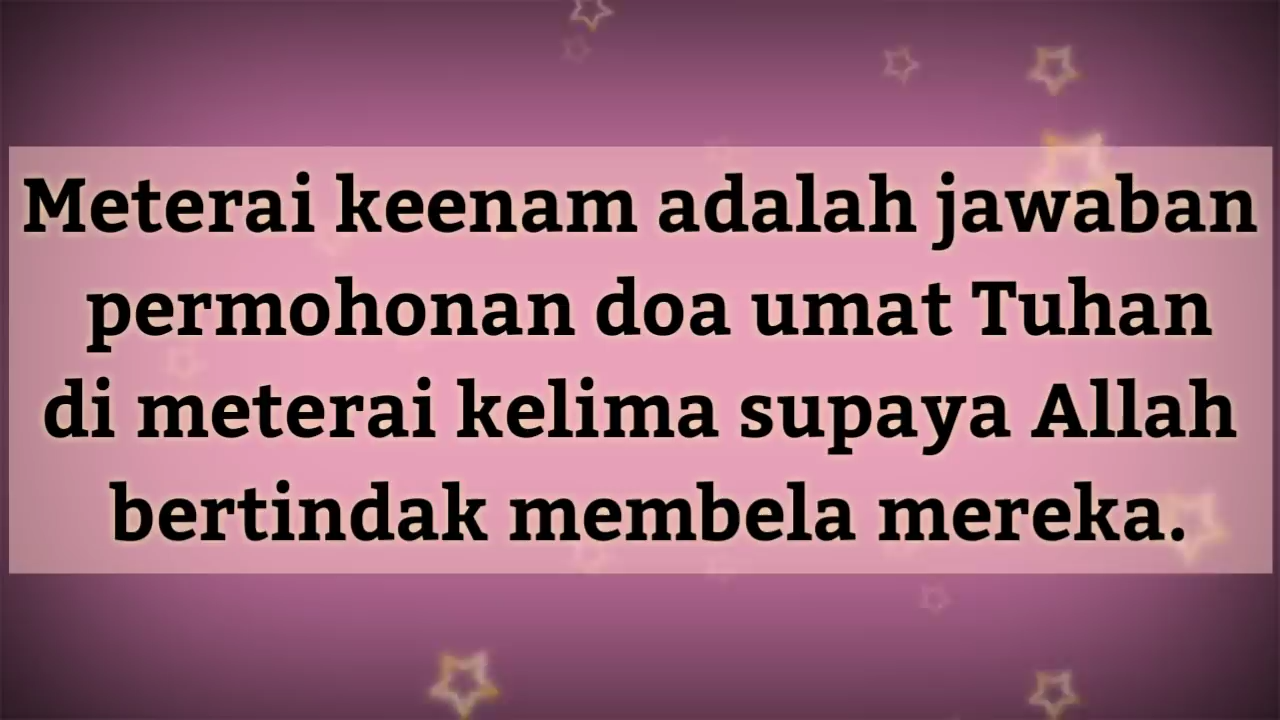 Meterai keenam adalah jawaban
permohonan doa umat Tuhan
di meterai kelima supaya Allah
bertindak membela mereka.